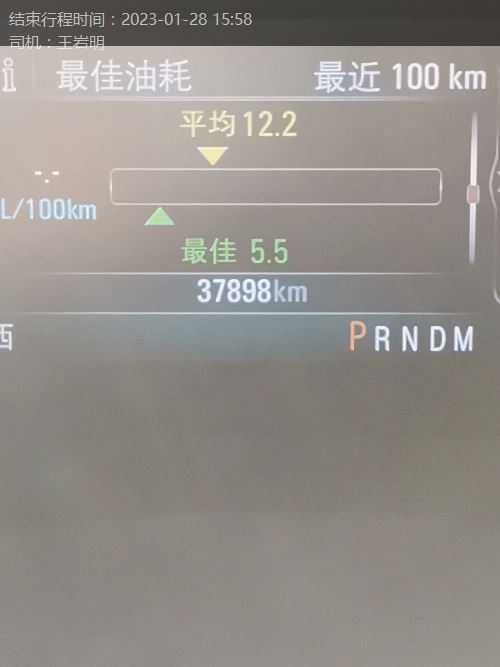 结束行程时间：2023-01-28 15:58
司机：王岩明
i 最佳油耗 最近 100 km
平均 12.2
-.-
L/100km
最佳 5.5
37898km
西 PRNDM